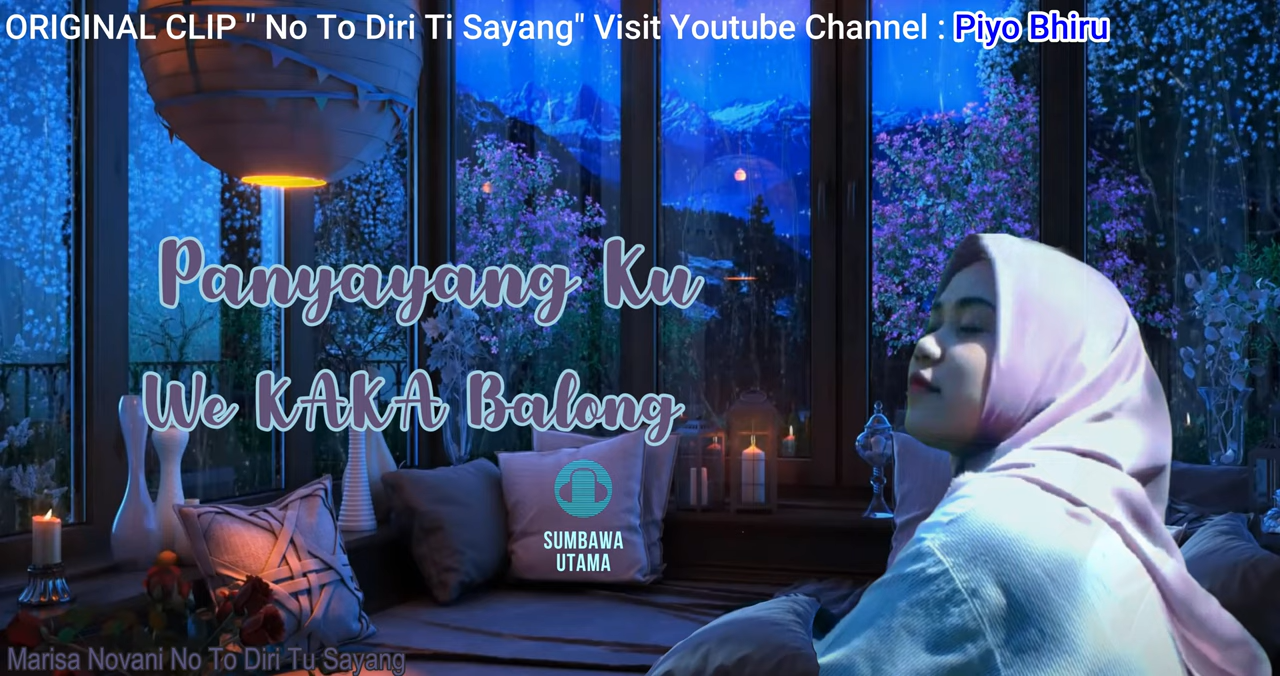 ORIGINAL CLIP " No To Diri Ti Sayang" Visit Youtube Channel : Piyo Bhiru
Panyayang Ku
We KAKA Balong
SUMBAWA
UTAMA
Marisa Novani No To Diri Tu Sayang